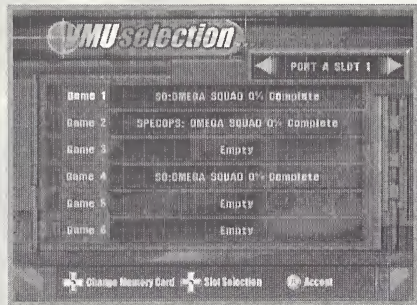 VMU selection
PORT A SLOT 1
Game 1 SO:OMEGA SQUAD 0% Complete
Game 2 SPECOPS: OMEGA SQUAD 0% Complete
Game 3 Empty
Game 4 SO:OMEGA SQUAD 0% Complete
Game 5 Empty
Game 6 Empty
Change Memory Card Slot Selection Accept